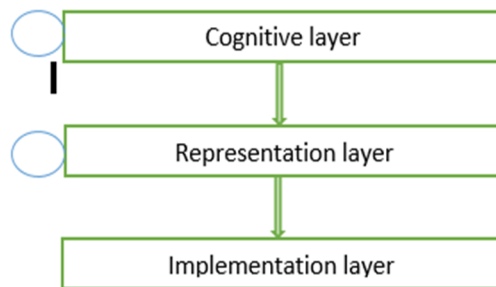 Cognitive layer
Representation layer
Implementation layer